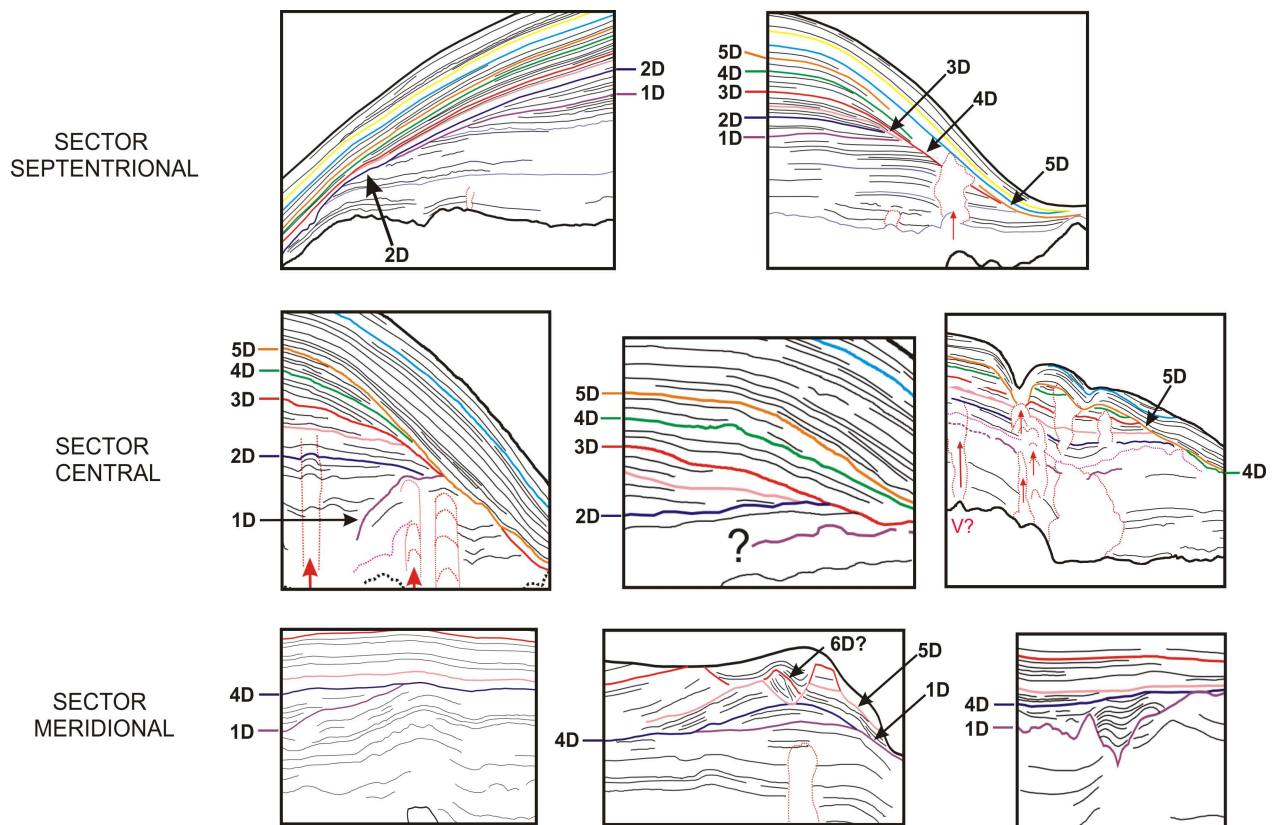 SECTOR
SEPTENTRIONAL
2D
1D
2D
5D
4D
3D
2D
1D
3D
4D
5D
SECTOR
CENTRAL
5D
4D
3D
2D
1D
5D
4D
3D
2D
?
5D
4D
V?
SECTOR
MERIDIONAL
4D
1D
6D?
5D
1D
4D
4D
1D